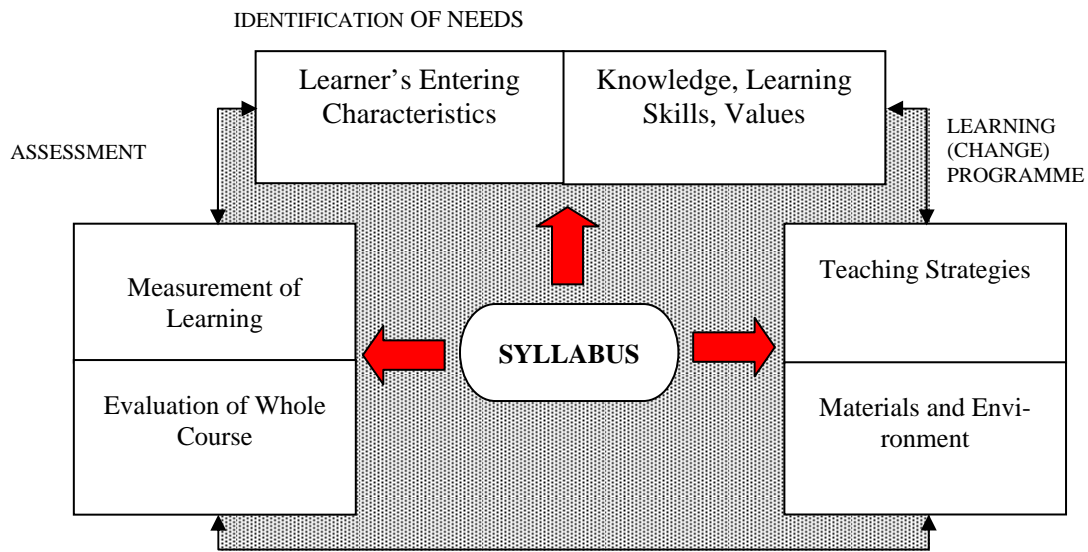 IDENTIFICATION OF NEEDS
Learner’s Entering
Characteristics
Knowledge, Learning
Skills, Values
ASSESSMENT
LEARNING
(CHANGE)
PROGRAMME
Measurement of
Learning
Evaluation of Whole
Course
SYLLABUS
Teaching Strategies
Materials and Envi-
ronment